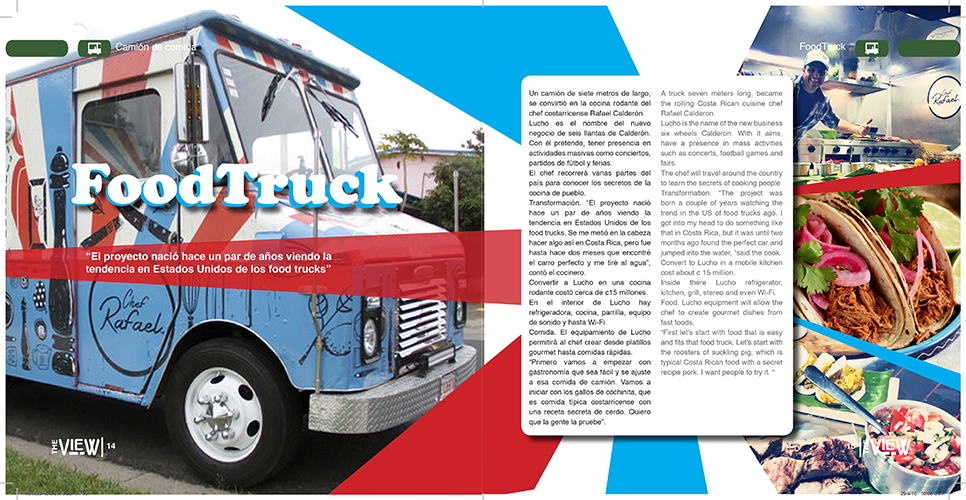 Camión de comida
FoodTruck
FoodTruck
Chef
Rafael.
Chef
Rafael.
"El proyecto nació hace un par de años viendo la
tendencia en Estados Unidos de los food trucks"
Un camión de siete metros de largo,
se convirtió en la cocina rodante del
chef costarricense Rafael Calderón.
Lucho es el nombre del nuevo
negocio de seis llantas de Calderón.
Con él pretende, tener presencia en
actividades masivas como conciertos,
partidos de fútbol y ferias.
El chef recorrerá varias partes del
país para conocer los secretos de la
cocina de pueblo.
Transformación. "El proyecto nació
hace un par de años viendo la
tendencia en Estados Unidos de los
food trucks. Se me metió en la cabeza
hacer algo así en Costa Rica, pero fue
hasta hace dos meses que encontré
el carro perfecto y me tiré al agua",
contó el cocinero.
Convertir a Lucho en una cocina
rodante costó cerca de ¢15 millones.
En el interior de Lucho hay
refrigeradora, cocina, parrilla, equipo
de sonido y hasta Wi-Fi.
Comida. El equipamiento de Lucho
permitirá al chef crear desde platillos
gourmet hasta comidas rápidas.
"Primero vamos a empezar con
gastronomía que sea fácil y se ajuste
a esa comida de camión. Vamos a
iniciar con los gallos de cochinita, que
es comida típica costarricense con
una receta secreta de cerdo. Quiero
que la gente la pruebe".
A truck seven meters long, became
the rolling Costa Rican cuisine chef
Rafael Calderon.
Lucho is the name of the new business
six wheels Calderon. With it aims,
have a presence in mass activities
such as concerts, football games and
fairs.
The chef will travel around the country
to learn the secrets of cooking people.
Transformation. "The project was
born a couple of years watching the
trend in the US of food trucks ago. I
got into my head to do something like
that in Costa Rica, but it was until two
months ago found the perfect car and
jumped into the water, "said the cook.
Convert to Lucho in a mobile kitchen
cost about ¢ 15 million.
Inside there Lucho refrigerator,
kitchen, grill, stereo and even Wi-Fi.
Food. Lucho equipment will allow the
chef to create gourmet dishes from
fast foods.
"First let's start with food that is easy
and fits that food truck. Let's start with
the roosters of suckling pig, which is
typical Costa Rican food with a secret
recipe pork. I want people to try it. "
THE VIEW 14
THE VIEW